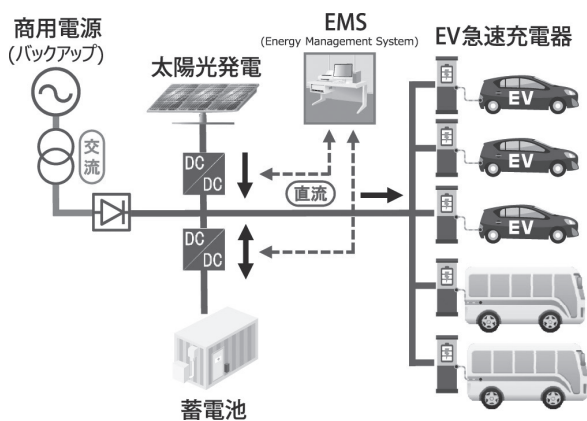 商用電源
(バックアップ)
太陽光発電
EMS
(Energy Management System)
EV急速充電器
交流
DC
DC
直流
DC
DC
蓄電池
EV
EV
EV